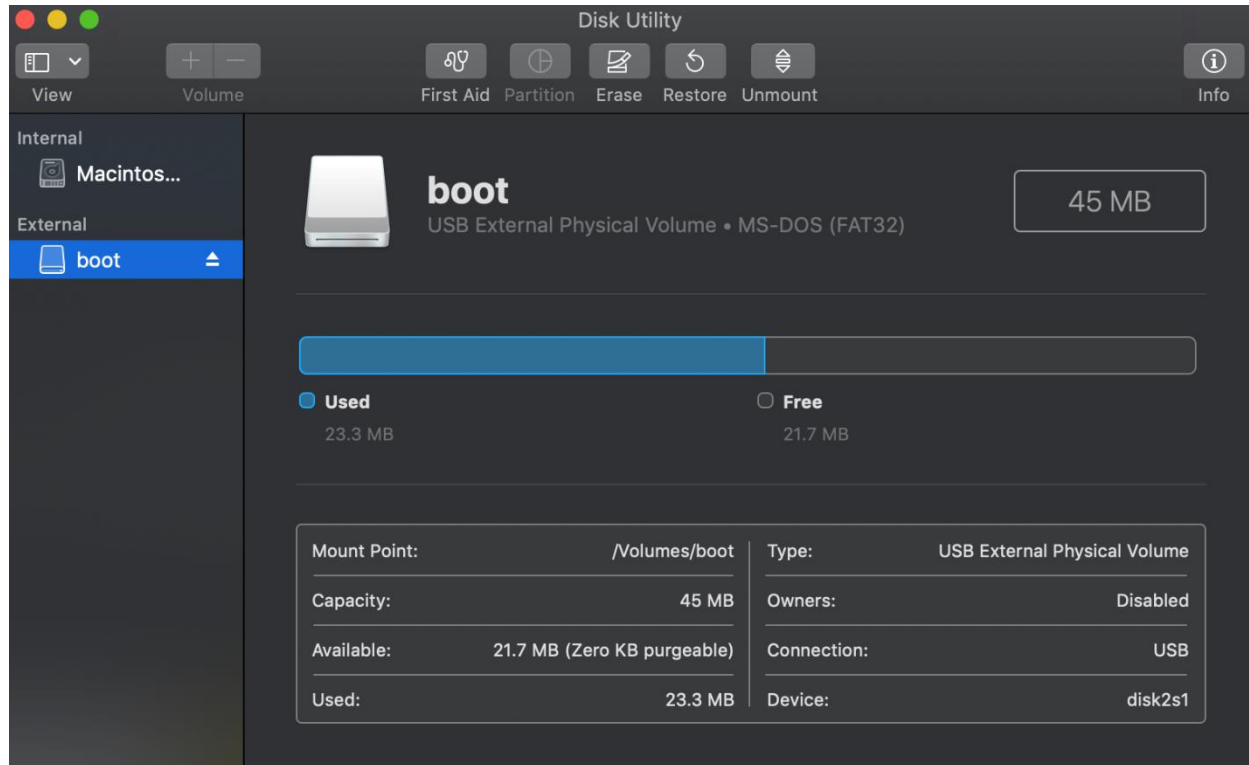 Disk Utility
View
Volume
First Aid
Partition
Erase
Restore
Unmount
Info
Internal
Macintos...
External
boot
boot
USB External Physical Volume • MS-DOS (FAT32)
45 MB
Used
23.3 MB
Free
21.7 MB
Mount Point: /Volumes/boot
Capacity: 45 MB
Available: 21.7 MB (Zero KB purgeable)
Used: 23.3 MB
Type: USB External Physical Volume
Owners: Disabled
Connection: USB
Device: disk2s1